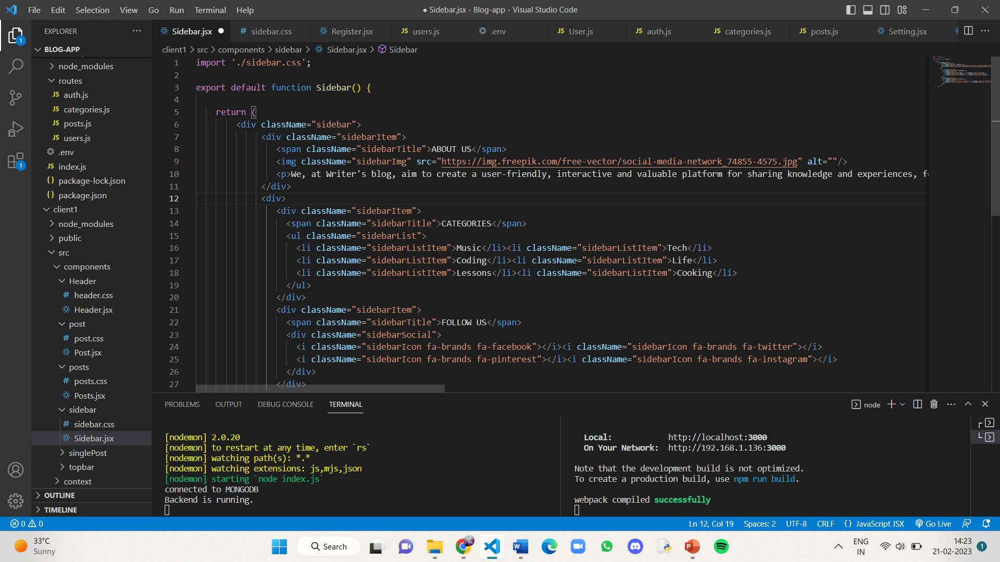 File Edit Selection View Go Run Terminal Help
● Sidebar.jsx - Blog-app - Visual Studio Code
EXPLORER
BLOG-APP
node_modules
routes
JS auth.js
JS categories.js
JS posts.js
JS users.js
.env
JS index.js
{} package-lock.json
{} package.json
client1
node_modules
public
src
components
Header
# header.css
Header.jsx
post
# post.css
Post.jsx
posts
# posts.css
Posts.jsx
sidebar
# sidebar.css
Sidebar.jsx
singlePost
topbar
context
OUTLINE
TIMELINE
1
1
Sidebar.jsx ● # sidebar.css Register.jsx JS users.js .env JS User.js JS auth.js JS categories.js JS posts.js Setting.jsx
client1 > src > components > sidebar > Sidebar.jsx > Sidebar
1 import './sidebar.css';
2
3 export default function Sidebar() {
4
5 return (
6 <div className="sidebar">
7 <div className="sidebarItem">
8 <span className="sidebarTitle">ABOUT US</span>
9 <img className="sidebarImg" src="https://img.freepik.com/free-vector/social-media-network_74855-4575.jpg" alt=""/>
10 <p>We, at Writer's blog, aim to create a user-friendly, interactive and valuable platform for sharing knowledge and experiences,
11 </div>
12 <div>
13 <div className="sidebarItem">
14 <span className="sidebarTitle">CATEGORIES</span>
15 <ul className="sidebarList">
16 <li className="sidebarListItem">Music</li><li className="sidebarListItem">Tech</li>
17 <li className="sidebarListItem">Coding</li><li className="sidebarListItem">Life</li>
18 <li className="sidebarListItem">Lessons</li><li className="sidebarListItem">Cooking</li>
19 </ul>
20 </div>
21 <div className="sidebarItem">
22 <span className="sidebarTitle">FOLLOW US</span>
23 <div className="sidebarSocial">
24 <i className="sidebarIcon fa-brands fa-facebook"></i><i className="sidebarIcon fa-brands fa-twitter"></i>
25 <i className="sidebarIcon fa-brands fa-pinterest"></i><i className="sidebarIcon fa-brands fa-instagram"></i>
26 </div>
27 </div>
PROBLEMS OUTPUT DEBUG CONSOLE TERMINAL
node
[nodemon] 2.0.20
[nodemon] to restart at any time, enter `rs`
[nodemon] watching path(s): *.*
[nodemon] watching extensions: js,mjs,json
[nodemon] starting `node index.js`
connected to MONGODB
Backend is running.
Local: http://localhost:3000
On Your Network: http://192.168.1.136:3000
Note that the development build is not optimized.
To create a production build, use npm run build.
webpack compiled successfully
0 0
Ln 12, Col 19 Spaces: 2 UTF-8 CRLF {} JavaScript JSX Go Live
33°C
Sunny
Search
ENG
IN
14:23
21-02-2023
1